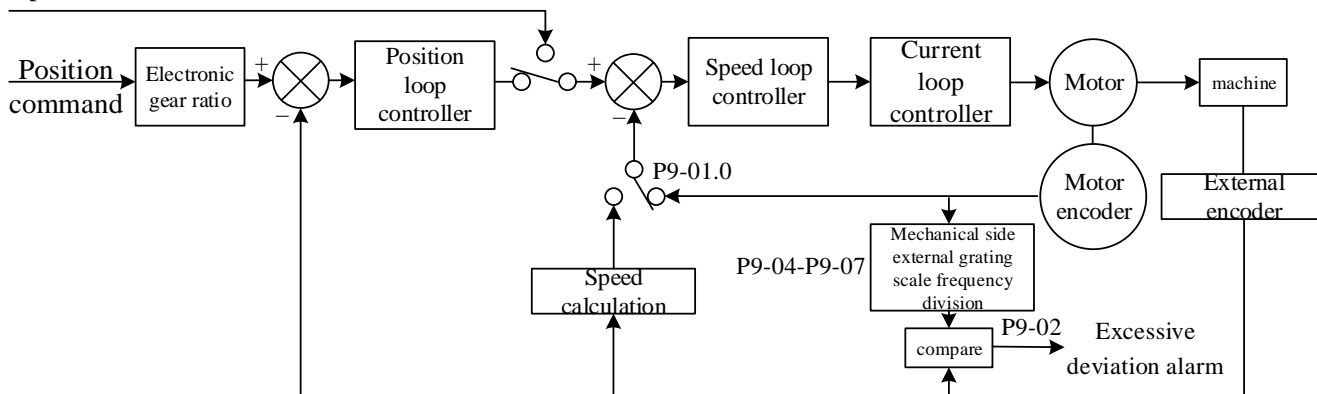 Position
command
Electronic
gear ratio
+
−
Position
loop
controller
+
−
Speed loop
controller
Current
loop
controller
Motor
machine
P9-01.0
Motor
encoder
External
encoder
Speed
calculation
P9-04-P9-07
Mechanical side
external grating
scale frequency
division
compare
P9-02
Excessive
deviation alarm